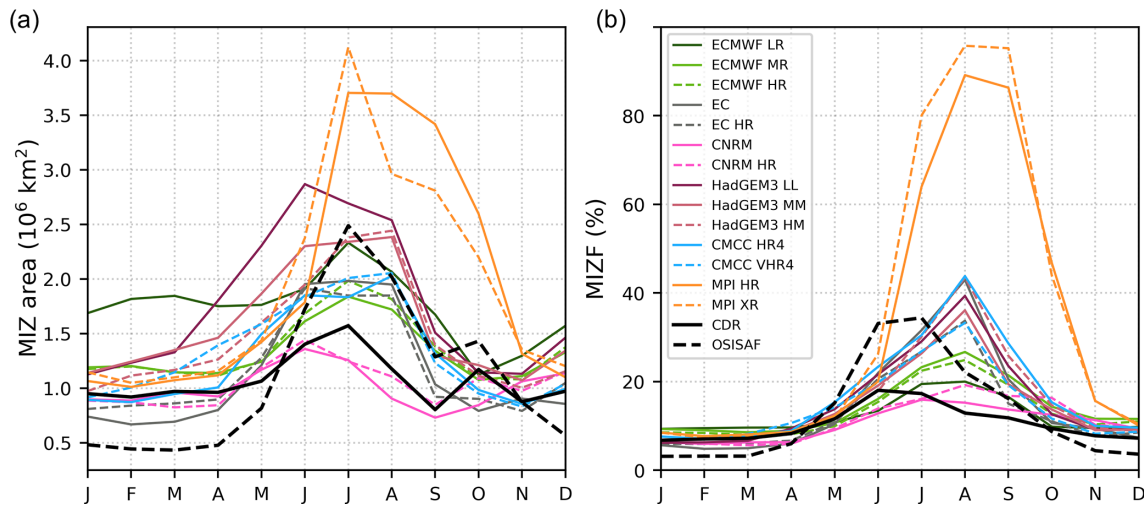 (a)
MIZ area (10⁶ km²)
4.0
3.5
3.0
2.5
2.0
1.5
1.0
0.5
J F M A M J J A S O N D
(b)
MIZF (%)
80
60
40
20
0
ECMWF LR
ECMWF MR
ECMWF HR
EC
EC HR
CNRM
CNRM HR
HadGEM3 LL
HadGEM3 MM
HadGEM3 HM
CMCC HR4
CMCC VHR4
MPI HR
MPI XR
CDR
OSISAF
J F M A M J J A S O N D